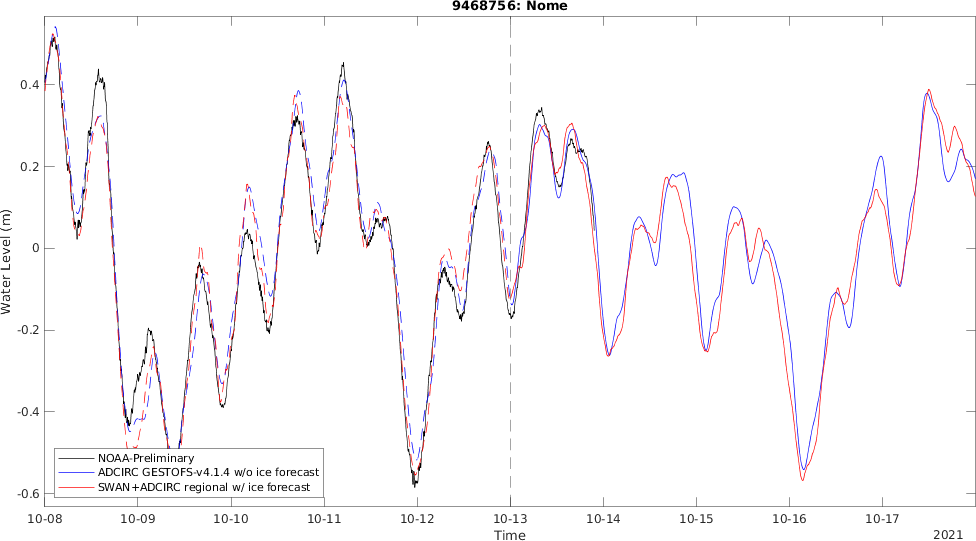 9468756: Nome
0.4
0.2
0
-0.2
-0.4
-0.6
Water Level (m)
NOAA-Preliminary
ADCIRC GESTOFS-v4.1.4 w/o ice forecast
SWAN+ADCIRC regional w/ ice forecast
10-08 10-09 10-10 10-11 10-12 10-13 10-14 10-15 10-16 10-17
Time
2021